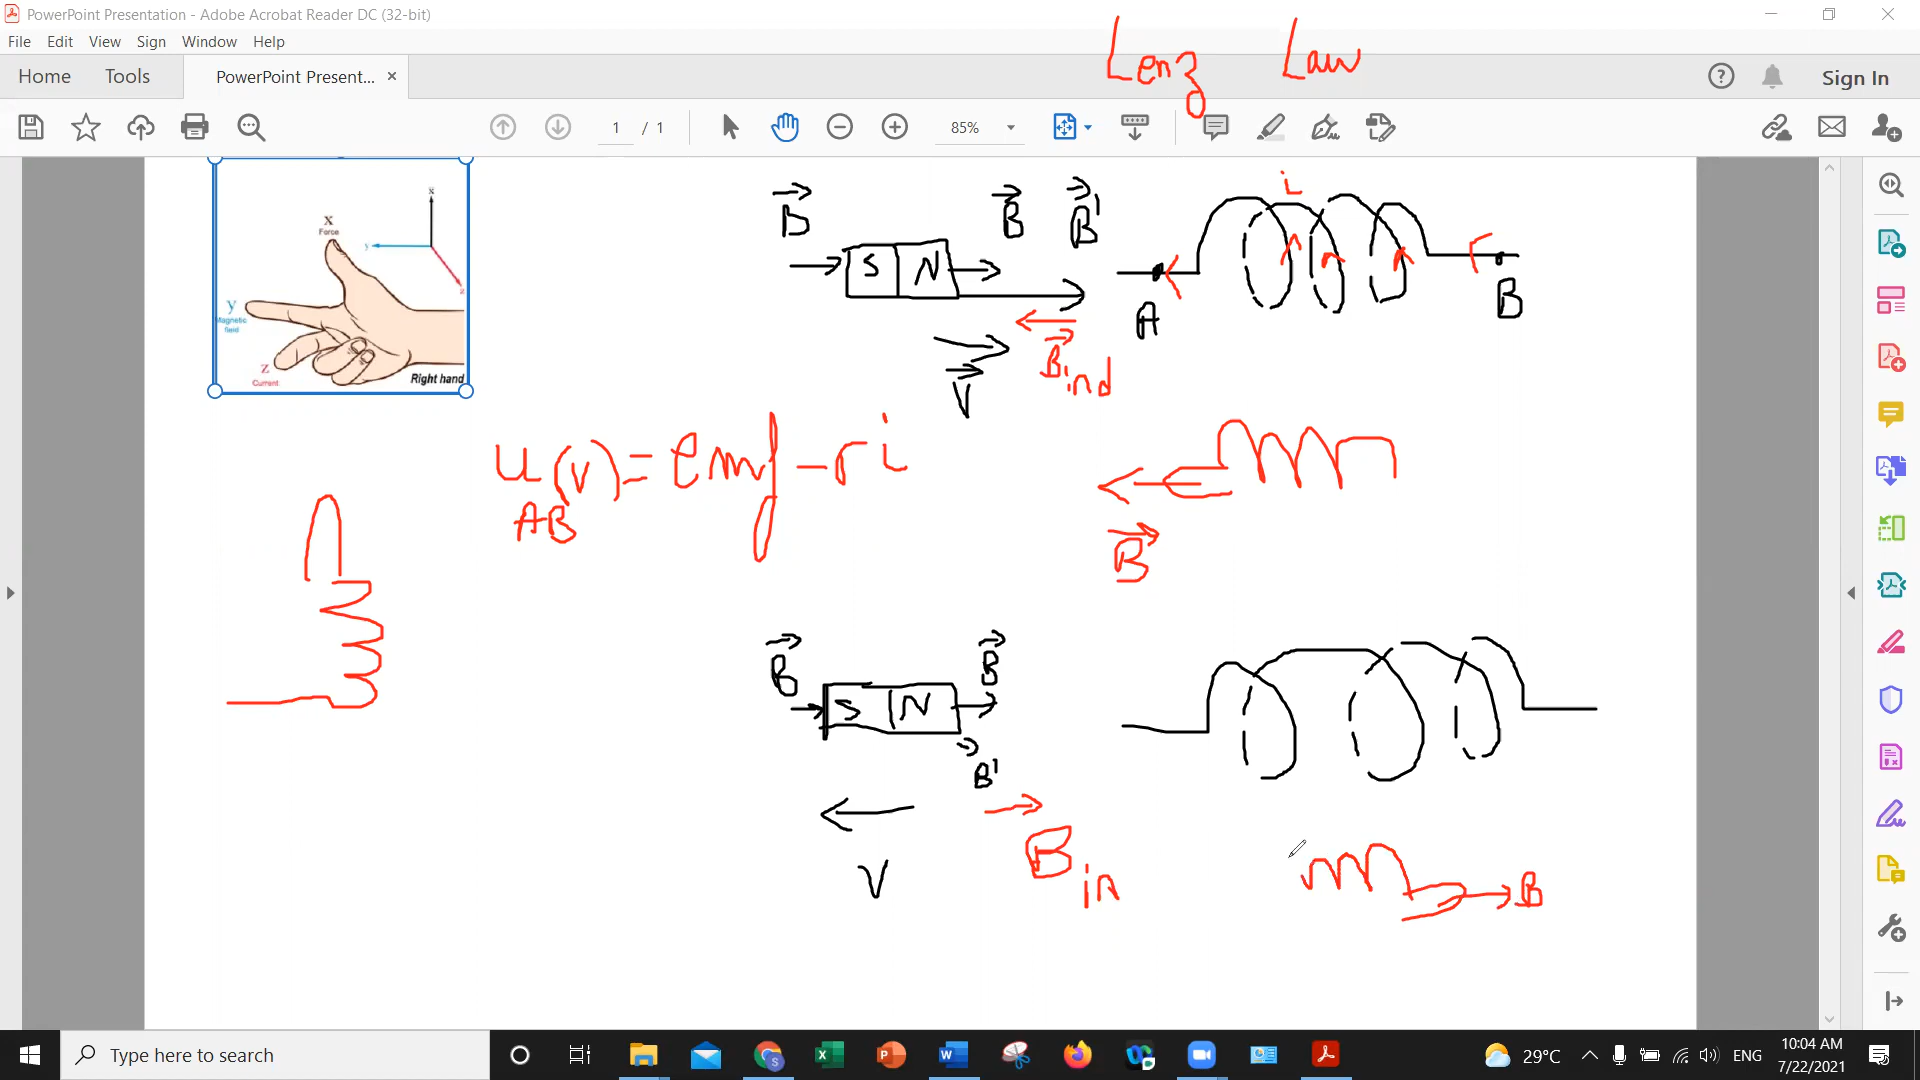 PowerPoint Presentation - Adobe Acrobat Reader DC (32-bit)
File Edit View Sign Window Help
Lenz Law
Home Tools PowerPoint Present... × Sign In
1 / 1 85%
x
Force
y
Magnetic
field
z
Current
Right hand
x
y
z
B B B'
S N
i
A B
V
B ind
u(v) = emf - ri
AB
B
B B
S N
B'
V
B in
B
Type here to search
29°C ENG 10:04 AM
7/22/2021